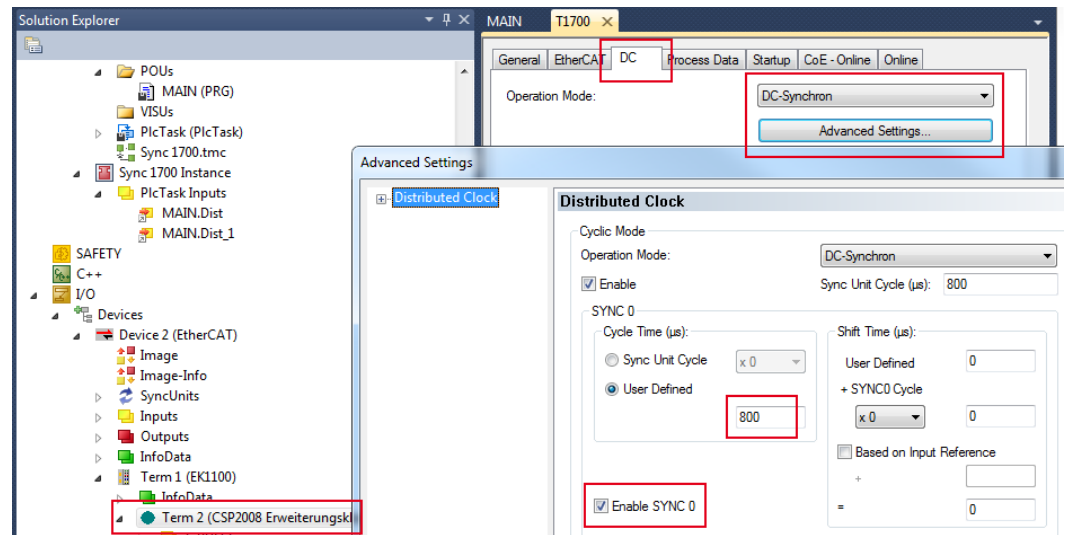 Solution Explorer
POUs
MAIN (PRG)
VISUs
PlcTask (PlcTask)
Sync 1700.tmc
Sync 1700 Instance
PlcTask Inputs
MAIN.Dist
MAIN.Dist_1
SAFETY
C++
I/O
Devices
Device 2 (EtherCAT)
Image
Image-Info
SyncUnits
Inputs
Outputs
InfoData
Term 1 (EK1100)
InfoData
Term 2 (CSP2008 Erweiterungskl
MAIN T1700
General EtherCAT DC Process Data Startup CoE - Online Online
Operation Mode: DC-Synchron
Advanced Settings...
Advanced Settings
Distributed Clock
Distributed Clock
Cyclic Mode
Operation Mode: DC-Synchron
Enable Sync Unit Cycle (µs): 800
SYNC 0
Cycle Time (µs):
Sync Unit Cycle x 0
User Defined
800
Enable SYNC 0
Shift Time (µs):
User Defined 0
+ SYNC0 Cycle
x 0 0
Based on Input Reference
+
= 0